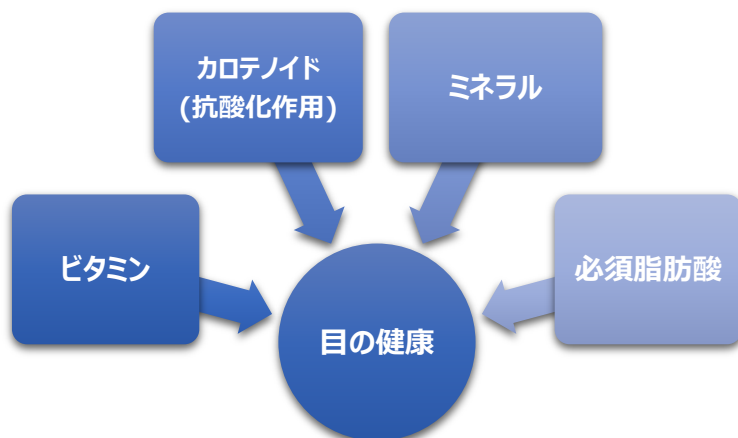 カロテノイド
(抗酸化作用)
ミネラル
ビタミン
必須脂肪酸
目の健康